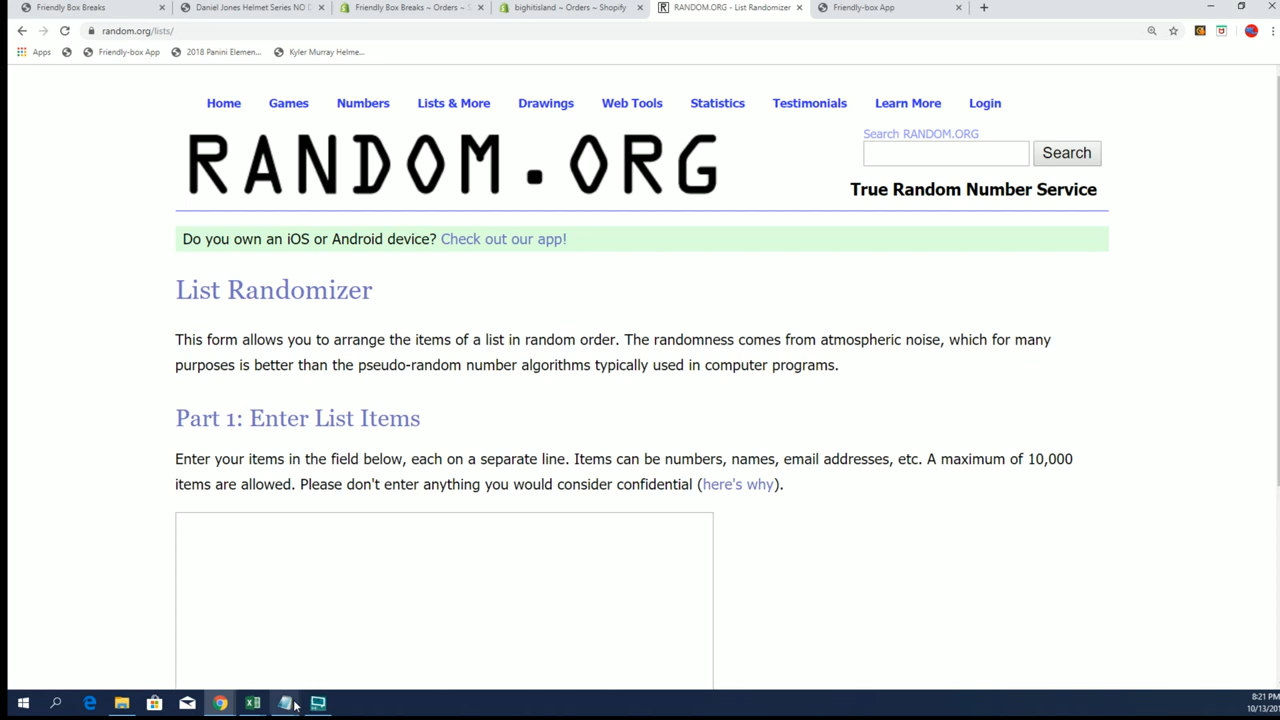 Friendly Box Breaks
Daniel Jones Helmet Series NO D
Friendly Box Breaks ~ Orders ~ S
bighitisland ~ Orders ~ Shopify
RANDOM.ORG - List Randomizer
Friendly-box App
random.org/lists/
Apps
Friendly-box App
2018 Panini Elemen...
Kyler Murray Helme...
Home
Games
Numbers
Lists & More
Drawings
Web Tools
Statistics
Testimonials
Learn More
Login
RANDOM.ORG
Search RANDOM.ORG
Search
True Random Number Service
Do you own an iOS or Android device? Check out our app!
List Randomizer
This form allows you to arrange the items of a list in random order. The randomness comes from atmospheric noise, which for many
purposes is better than the pseudo-random number algorithms typically used in computer programs.
Part 1: Enter List Items
Enter your items in the field below, each on a separate line. Items can be numbers, names, email addresses, etc. A maximum of 10,000
items are allowed. Please don't enter anything you would consider confidential (here's why).
8:21 PM
10/13/201